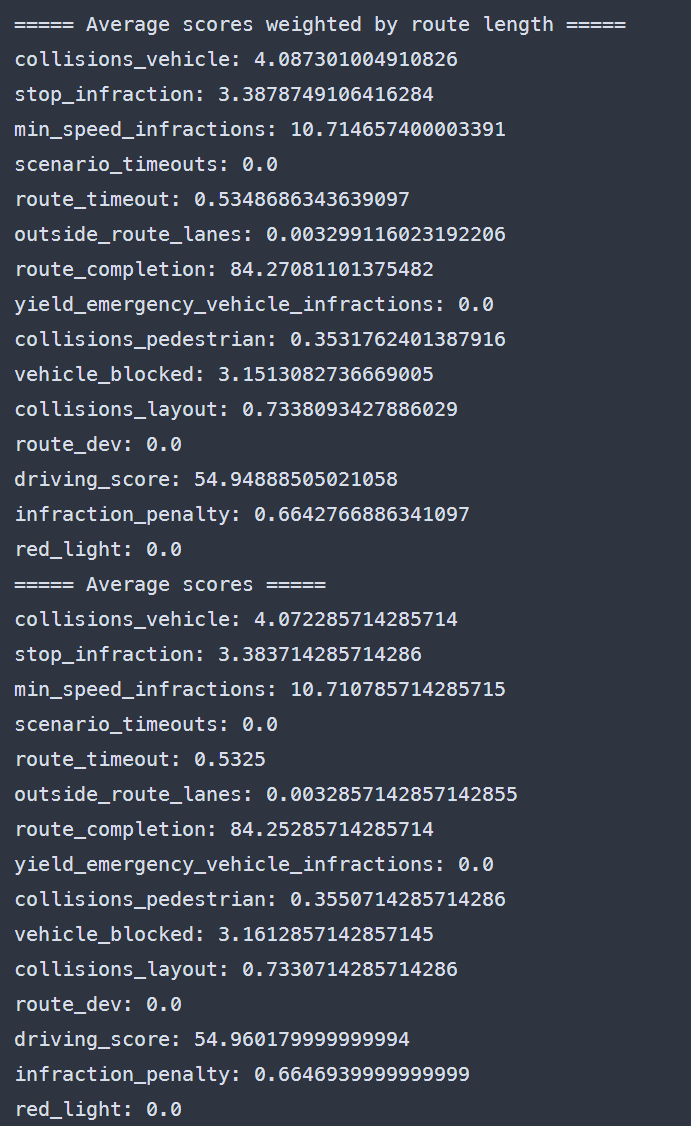 ===== Average scores weighted by route length =====
collisions_vehicle: 4.087301004910826
stop_infraction: 3.3878749106416284
min_speed_infractions: 10.714657400003391
scenario_timeouts: 0.0
route_timeout: 0.5348686343639097
outside_route_lanes: 0.003299116023192206
route_completion: 84.27081101375482
yield_emergency_vehicle_infractions: 0.0
collisions_pedestrian: 0.3531762401387916
vehicle_blocked: 3.1513082736669005
collisions_layout: 0.7338093427886029
route_dev: 0.0
driving_score: 54.94888505021058
infraction_penalty: 0.6642766886341097
red_light: 0.0
===== Average scores =====
collisions_vehicle: 4.072285714285714
stop_infraction: 3.383714285714286
min_speed_infractions: 10.710785714285715
scenario_timeouts: 0.0
route_timeout: 0.5325
outside_route_lanes: 0.0032857142857142855
route_completion: 84.25285714285714
yield_emergency_vehicle_infractions: 0.0
collisions_pedestrian: 0.3550714285714286
vehicle_blocked: 3.1612857142857145
collisions_layout: 0.7330714285714286
route_dev: 0.0
driving_score: 54.960179999999994
infraction_penalty: 0.6646939999999999
red_light: 0.0